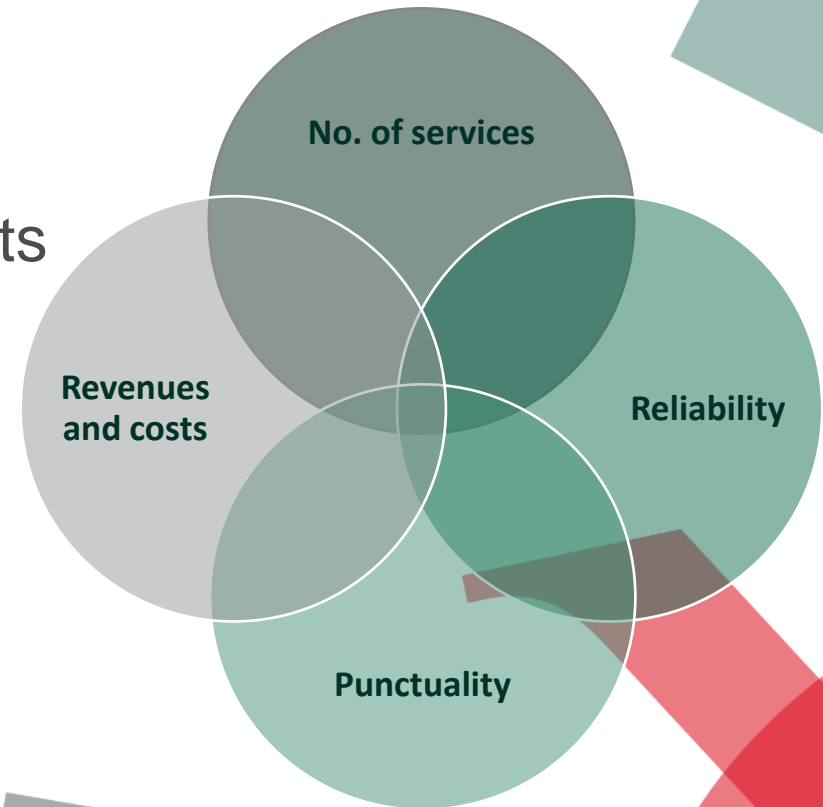 No. of services
ts
Revenues
and costs
Reliability
Punctuality